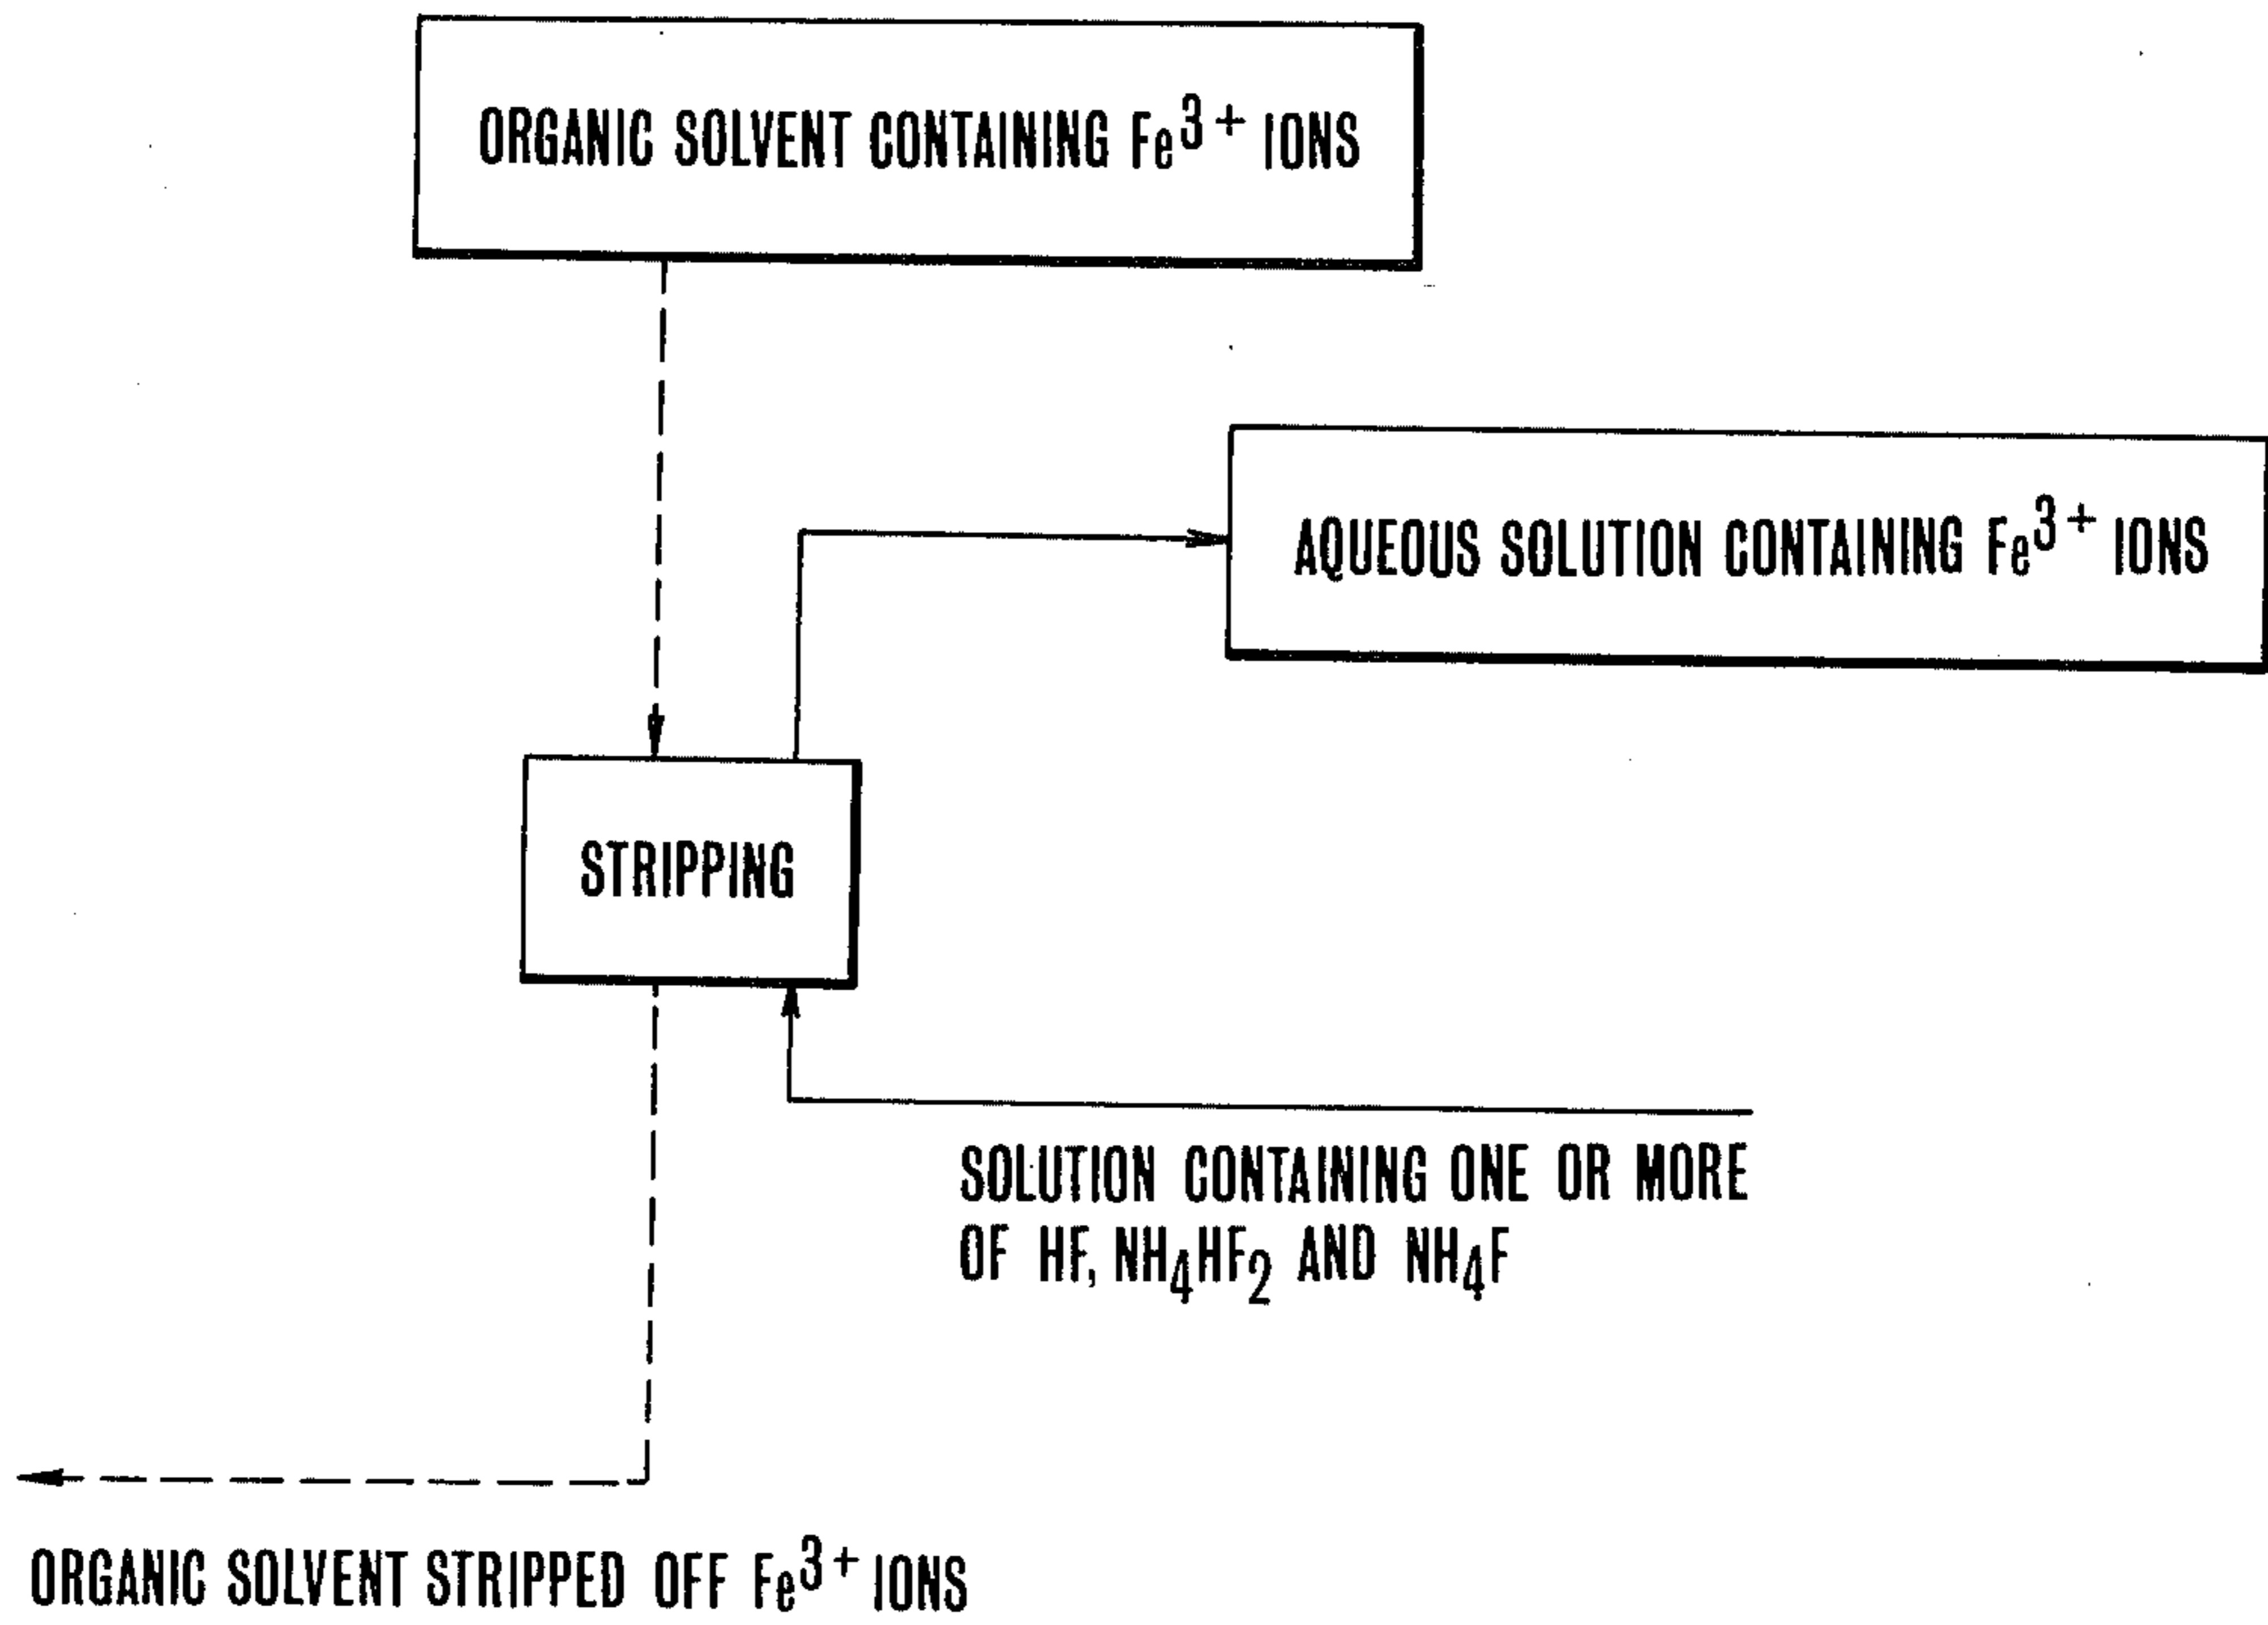 ORGANIC SOLVENT CONTAINING Fe³⁺ IONS
AQUEOUS SOLUTION CONTAINING Fe³⁺ IONS
STRIPPING
SOLUTION CONTAINING ONE OR MORE
OF HF, NH₄HF₂ AND NH₄F
ORGANIC SOLVENT STRIPPED OFF Fe³⁺ IONS